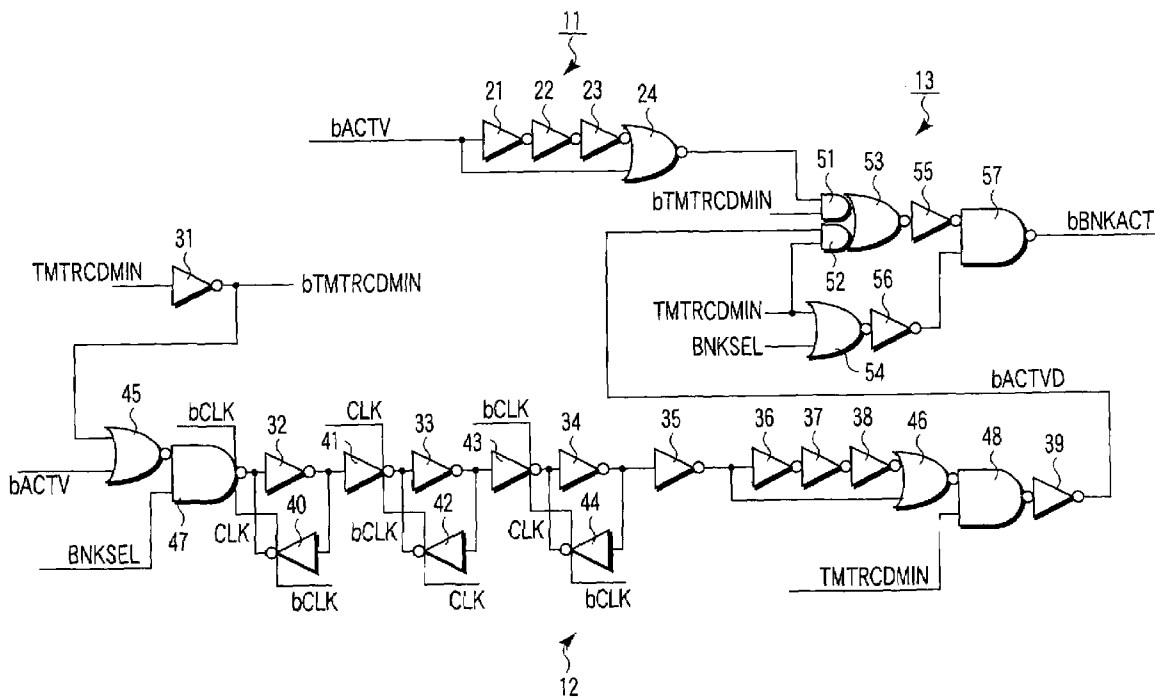 11
21
22
23
24
13
bACTV
51
53
55
57
bTMTRCDMIN
bBNKACT
31
TMTRCDMIN
bTMTRCDMIN
52
56
TMTRCDMIN
BNKSEL
54
bACTVD
45
bCLK
32
CLK
41
33
bCLK
43
34
35
36
37
38
46
48
39
bACTV
47
CLK
40
bCLK
42
CLK
44
BNKSEL
bCLK
CLK
bCLK
TMTRCDMIN
12